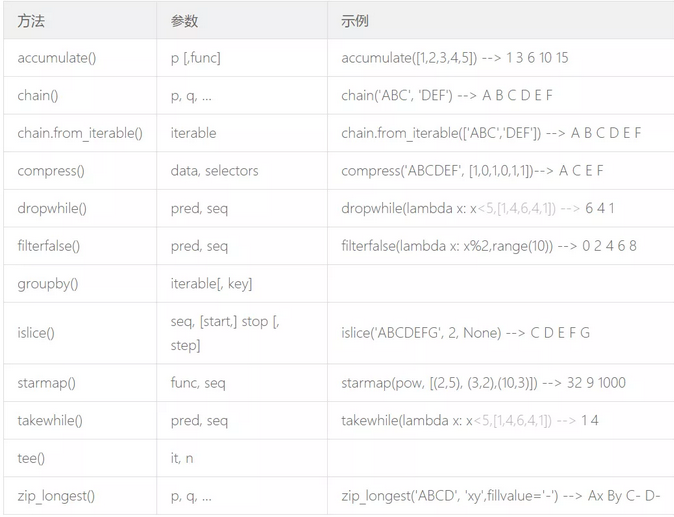 方法 参数 示例
accumulate() p [,func] accumulate([1,2,3,4,5]) --> 1 3 6 10 15
chain() p, q, ... chain('ABC', 'DEF') --> A B C D E F
chain.from_iterable() iterable chain.from_iterable(['ABC','DEF']) --> A B C D E F
compress() data, selectors compress('ABCDEF', [1,0,1,0,1,1])--> A C E F
dropwhile() pred, seq dropwhile(lambda x: x<5,[1,4,6,4,1]) --> 6 4 1
filterfalse() pred, seq filterfalse(lambda x: x%2,range(10)) --> 0 2 4 6 8
groupby() iterable[, key]
islice() seq, [start,] stop [, step] islice('ABCDEFG', 2, None) --> C D E F G
starmap() func, seq starmap(pow, [(2,5), (3,2),(10,3)]) --> 32 9 1000
takewhile() pred, seq takewhile(lambda x: x<5,[1,4,6,4,1]) --> 1 4
tee() it, n
zip_longest() p, q, ... zip_longest('ABCD', 'xy',fillvalue='-') --> Ax By C- D-